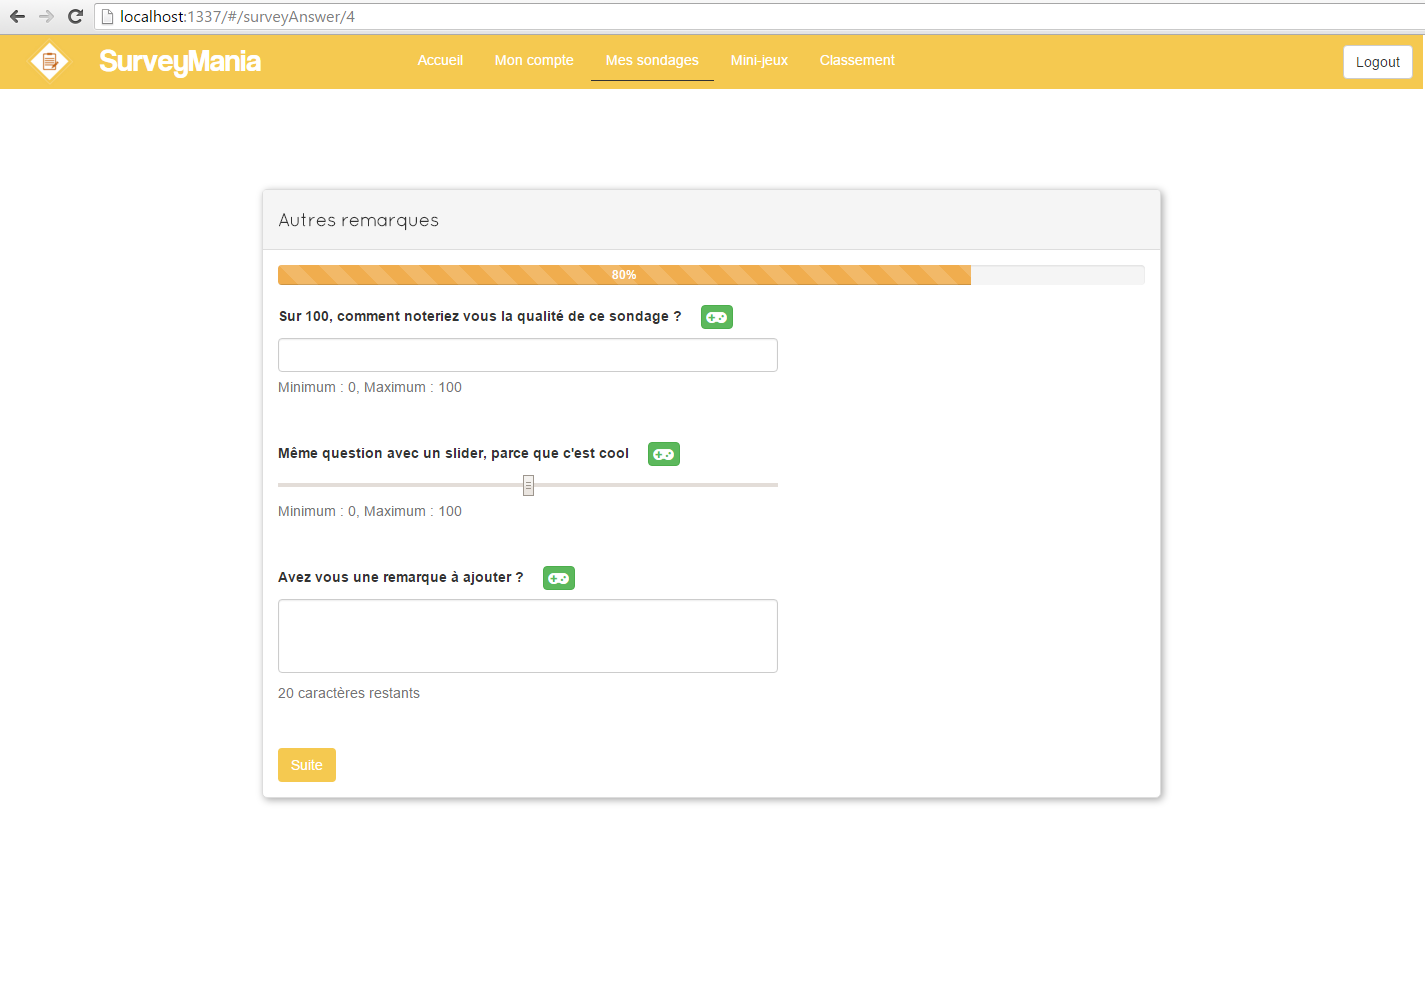 localhost:1337/#/surveyAnswer/4
SurveyMania Accueil Mon compte Mes sondages Mini-jeux Classement Logout
Autres remarques
80%
Sur 100, comment noteriez vous la qualité de ce sondage ?
Minimum : 0, Maximum : 100
Même question avec un slider, parce que c'est cool
Minimum : 0, Maximum : 100
Avez vous une remarque à ajouter ?
20 caractères restants
Suite